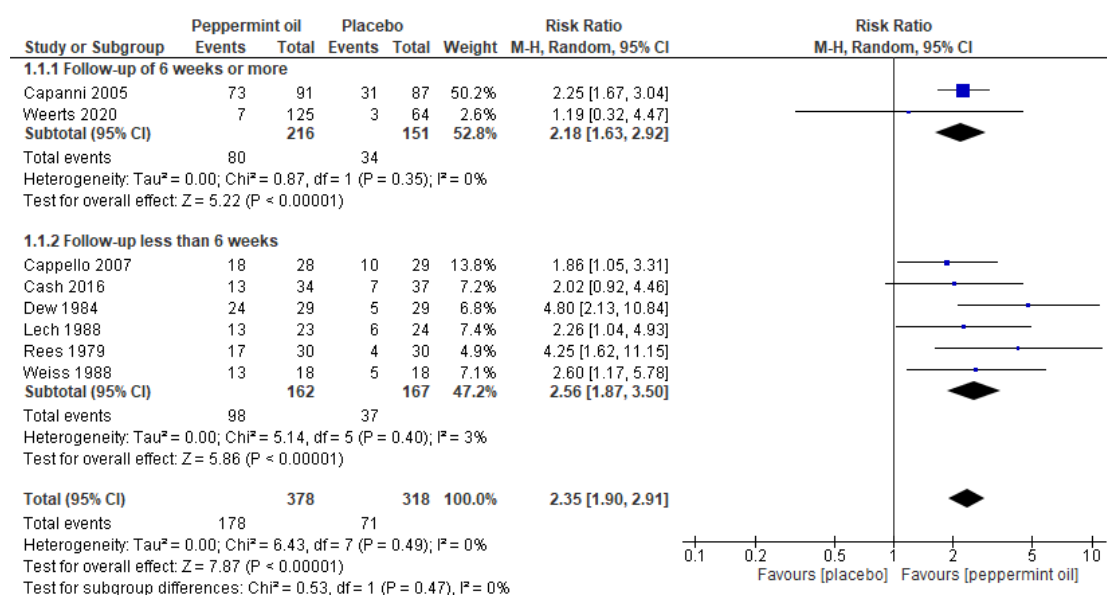 Peppermint oil Placebo Risk Ratio Risk Ratio
Study or Subgroup Events Total Events Total Weight M-H, Random, 95% CI M-H, Random, 95% CI
1.1.1 Follow-up of 6 weeks or more
Capanni 2005 73 91 31 87 50.2% 2.25 [1.67, 3.04]
Weerts 2020 7 125 3 64 2.6% 1.19 [0.32, 4.47]
Subtotal (95% CI) 216 151 52.8% 2.18 [1.63, 2.92]
Total events 80 34
Heterogeneity: Tau² = 0.00; Chi² = 0.87, df = 1 (P = 0.35); I² = 0%
Test for overall effect: Z = 5.22 (P < 0.00001)
1.1.2 Follow-up less than 6 weeks
Cappello 2007 18 28 10 29 13.8% 1.86 [1.05, 3.31]
Cash 2016 13 34 7 37 7.2% 2.02 [0.92, 4.46]
Dew 1984 24 29 5 29 6.8% 4.80 [2.13, 10.84]
Lech 1988 13 23 6 24 7.4% 2.26 [1.04, 4.93]
Rees 1979 17 30 4 30 4.9% 4.25 [1.62, 11.15]
Weiss 1988 13 18 5 18 7.1% 2.60 [1.17, 5.78]
Subtotal (95% CI) 162 167 47.2% 2.56 [1.87, 3.50]
Total events 98 37
Heterogeneity: Tau² = 0.00; Chi² = 5.14, df = 5 (P = 0.40); I² = 3%
Test for overall effect: Z = 5.86 (P < 0.00001)
Total (95% CI) 378 318 100.0% 2.35 [1.90, 2.91]
Total events 178 71
Heterogeneity: Tau² = 0.00; Chi² = 6.43, df = 7 (P = 0.49); I² = 0%
Test for overall effect: Z = 7.87 (P < 0.00001)
Test for subgroup differences: Chi² = 0.53, df = 1 (P = 0.47), I² = 0%
0.1 0.2 0.5 1 2 5 10
Favours [placebo] Favours [peppermint oil]